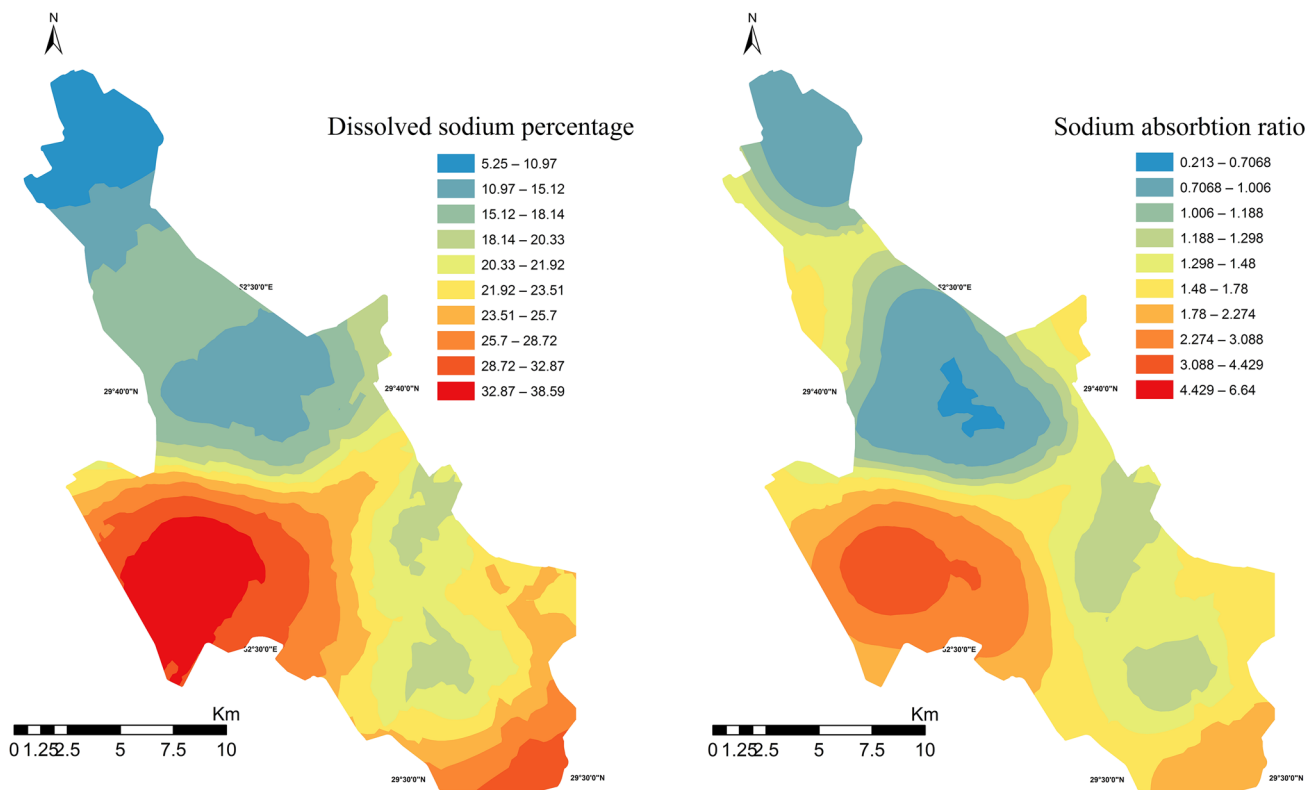 N
Dissolved sodium percentage
5.25 – 10.97
10.97 – 15.12
15.12 – 18.14
18.14 – 20.33
20.33 – 21.92
21.92 – 23.51
23.51 – 25.7
25.7 – 28.72
28.72 – 32.87
32.87 – 38.59
52°30'0"E
29°40'0"N
29°40'0"N
52°30'0"E
29°30'0"N
29°30'0"N
Km
0 1.25 2.5 5 7.5 10
N
Sodium absorbtion ratio
0.213 – 0.7068
0.7068 – 1.006
1.006 – 1.188
1.188 – 1.298
1.298 – 1.48
1.48 – 1.78
1.78 – 2.274
2.274 – 3.088
3.088 – 4.429
4.429 – 6.64
52°30'0"E
29°40'0"N
29°40'0"N
52°30'0"E
29°30'0"N
29°30'0"N
Km
0 1.25 2.5 5 7.5 10